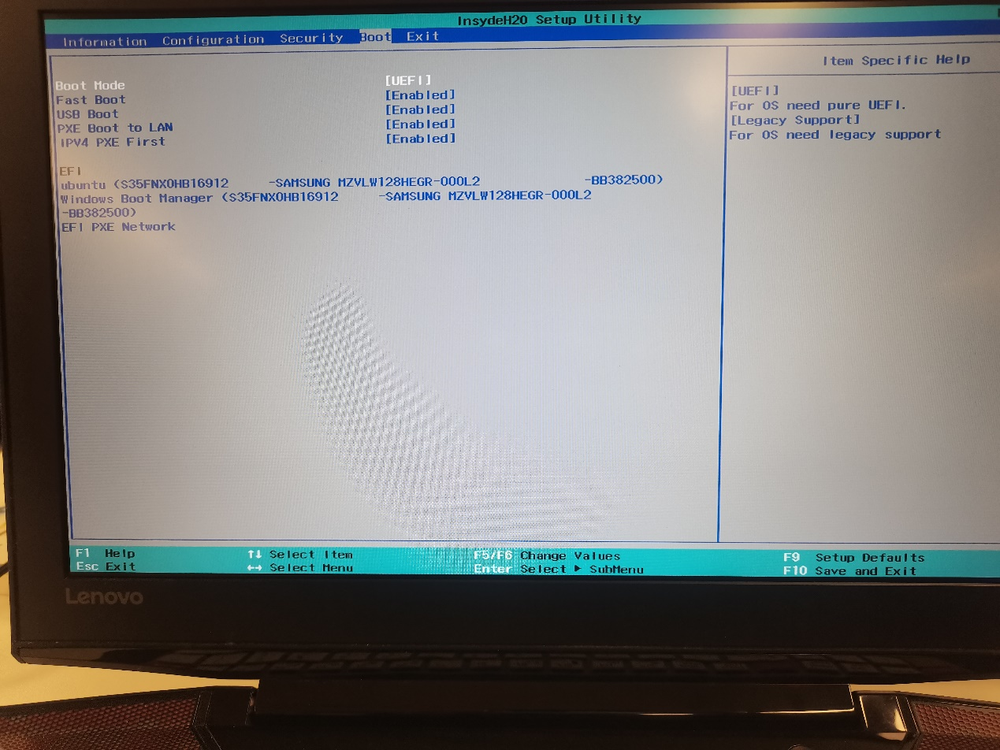 InsydeH20 Setup Utility
Information Configuration Security Boot Exit
Item Specific Help
Boot Mode [UEFI]
Fast Boot [Enabled]
USB Boot [Enabled]
PXE Boot to LAN [Enabled]
IPV4 PXE First [Enabled]
EFI
ubuntu (S35FNX0HB16912 -SAMSUNG MZVLW128HEGR-000L2 -BB382500)
Windows Boot Manager (S35FNX0HB16912 -SAMSUNG MZVLW128HEGR-000L2
-BB382500)
EFI PXE Network
[UEFI]
For OS need pure UEFI.
[Legacy Support]
For OS need legacy support
F1 Help ↑↓ Select Item F5/F6 Change Values F9 Setup Defaults
Esc Exit ←→ Select Menu Enter Select ▶ SubMenu F10 Save and Exit
Lenovo